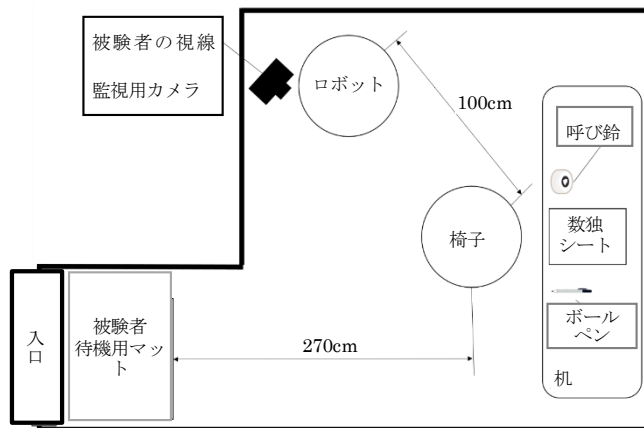 被験者の視線
監視用カメラ
ロボット
100cm
呼び鈴
椅子
数独
シート
ボール
ペン
机
入
口
被験者
待機用マッ
ト
270cm